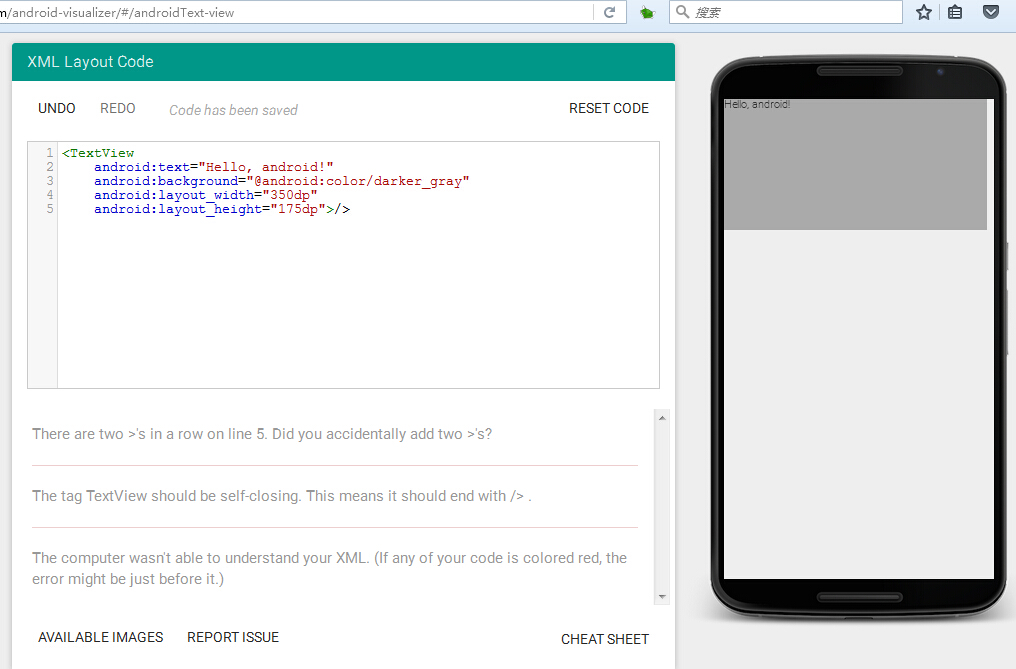 m/android-visualizer/#/androidText-view
搜索
XML Layout Code
UNDO REDO Code has been saved RESET CODE
1 <TextView
2 android:text="Hello, android!"
3 android:background="@android:color/darker_gray"
4 android:layout_width="350dp"
5 android:layout_height="175dp">/>
There are two >'s in a row on line 5. Did you accidentally add two >'s?
The tag TextView should be self-closing. This means it should end with /> .
The computer wasn't able to understand your XML. (If any of your code is colored red, the
error might be just before it.)
AVAILABLE IMAGES REPORT ISSUE CHEAT SHEET
Hello, android!